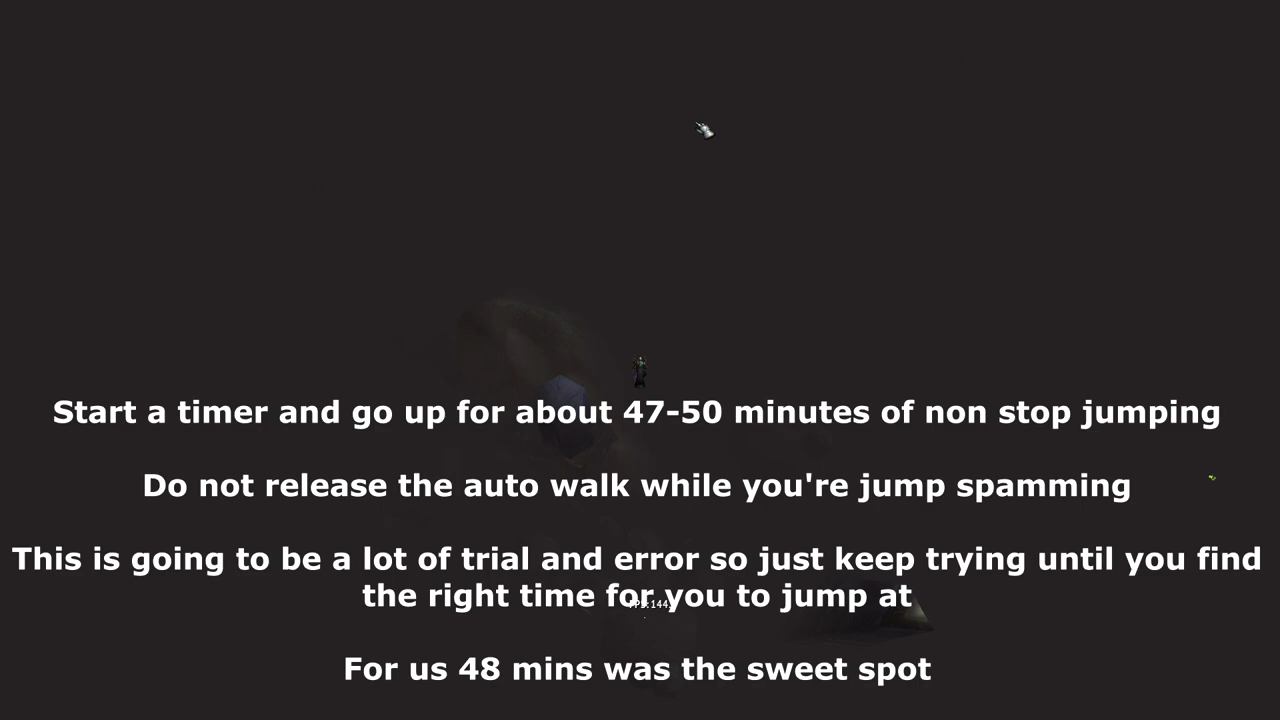 Start a timer and go up for about 47-50 minutes of non stop jumping
Do not release the auto walk while you're jump spamming
This is going to be a lot of trial and error so just keep trying until you find
the right time for you to jump at
For us 48 mins was the sweet spot